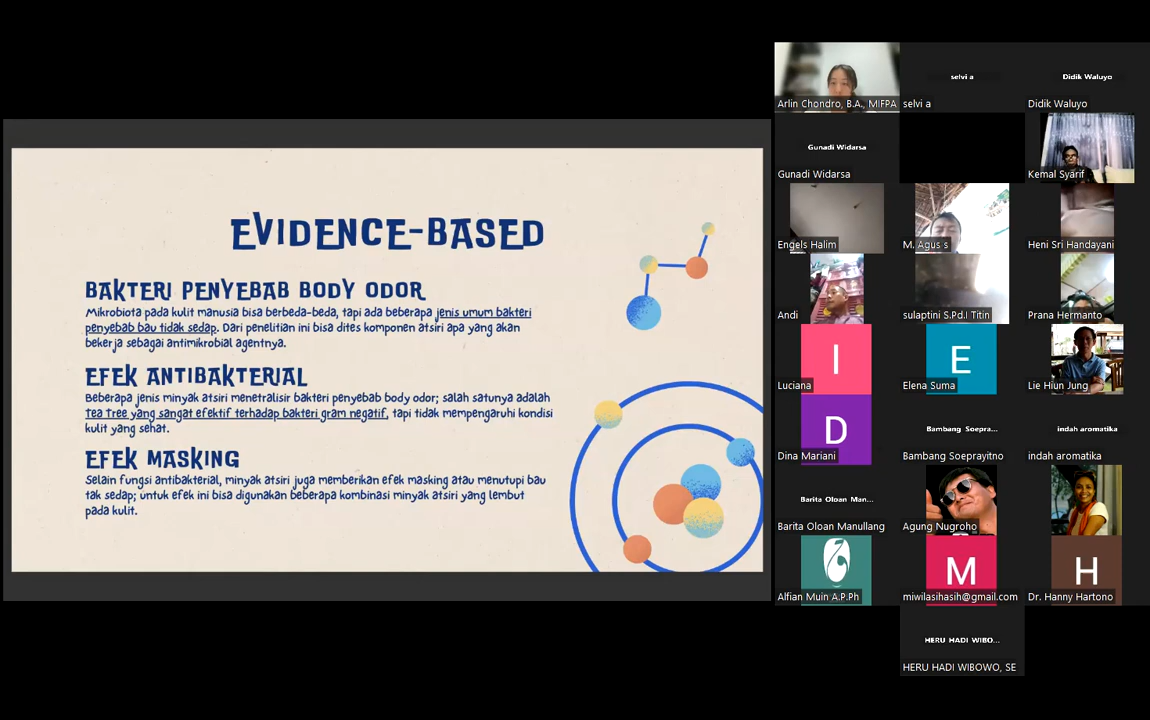 EVIDENCE-BASED
BAKTERI PENYEBAB BODY ODOR
Mikrobiota pada kulit manusia bisa berbeda-beda, tapi ada beberapa jenis umum bakteri
penyebab bau tidak sedap. Dari penelitian ini bisa dites komponen atsiri apa yang akan
bekerja sebagai antimikrobial agentnya.
EFEK ANTIBAKTERIAL
Beberapa jenis minyak atsiri menetralisir bakteri penyebab body odor; salah satunya adalah
tea tree yang sangat efektif terhadap bakteri gram negatif, tapi tidak mempengaruhi kondisi
kulit yang sehat.
EFEK MASKING
Selain fungsi antibakterial, minyak atsiri juga memberikan efek masking atau menutupi bau
tak sedap; untuk efek ini bisa digunakan beberapa kombinasi minyak atsiri yang lembut
pada kulit.
Arlin Chondro, B.A., MIFPA
selvi a
selvi a
Didik Waluyo
Didik Waluyo
Gunadi Widarsa
Gunadi Widarsa
Kemal Syarif
Engels Halim
M. Agus s
Heni Sri Handayani
Andi
sulaptini S.Pd.I Titin
Prana Hermanto
I
Luciana
E
Elena Suma
Lie Hiun Jung
D
Dina Mariani
Bambang Soepra...
Bambang Soeprayitno
indah aromatika
indah aromatika
Barita Oloan Man...
Barita Oloan Manullang
Agung Nugroho
Alfian Muin A.P.Ph
M
miwilasihasih@gmail.com
H
Dr. Hanny Hartono
HERU HADI WIBO...
HERU HADI WIBOWO, SE